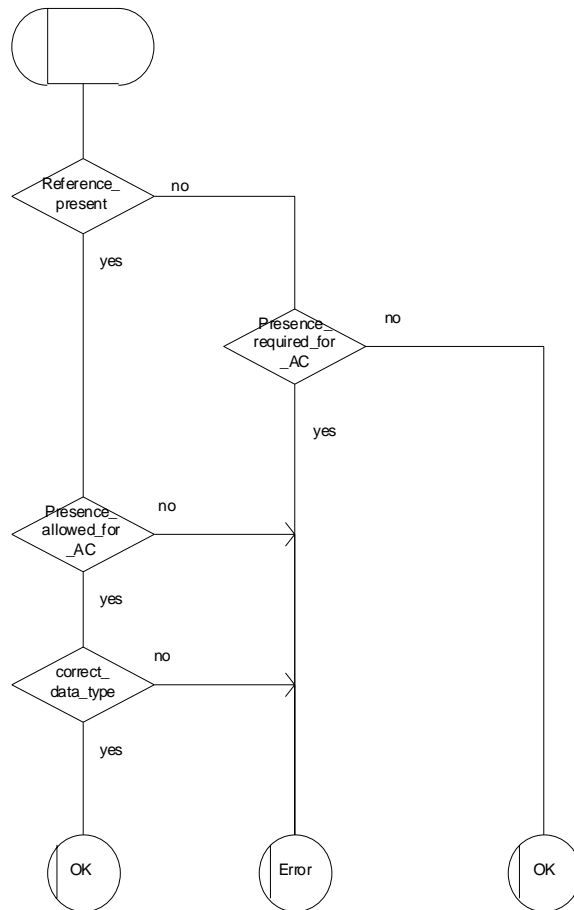 Reference_
present
no
yes
Presence_
required_for
_AC
no
yes
Presence_
allowed_for
_AC
no
yes
correct_
data_type
no
yes
OK
Error
OK